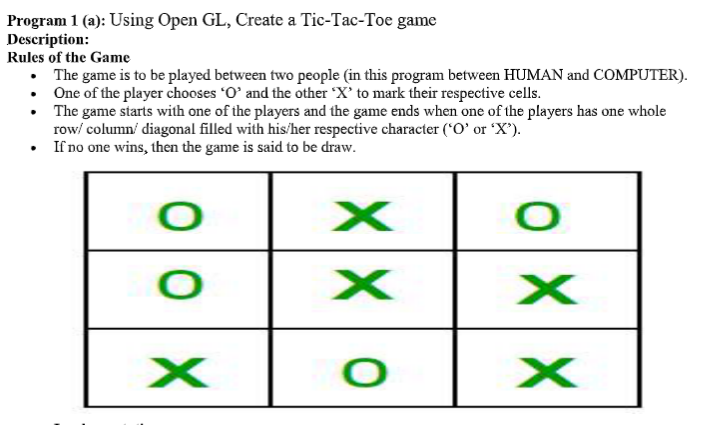 Program 1 (a): Using Open GL, Create a Tic-Tac-Toe game
Description:
Rules of the Game
• The game is to be played between two people (in this program between HUMAN and COMPUTER).
• One of the player chooses ‘O’ and the other ‘X’ to mark their respective cells.
• The game starts with one of the players and the game ends when one of the players has one whole
row/ column/ diagonal filled with his/her respective character (‘O’ or ‘X’).
• If no one wins, then the game is said to be draw.
O X O
O X X
X O X